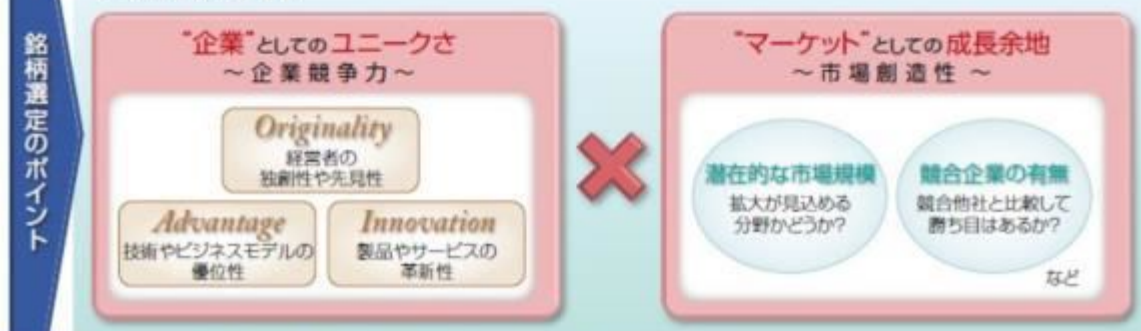 銘柄選定のポイント
"企業"としてのユニークさ
～企業競争力～
Originality
経営者の
独創性や先見性
Advantage
技術やビジネスモデルの
優位性
Innovation
製品やサービスの
革新性
"マーケット"としての成長余地
～市場創造性～
潜在的な市場規模
拡大が見込める
分野かどうか?
競合企業の有無
競合他社と比較して
勝ち目はあるか?
など